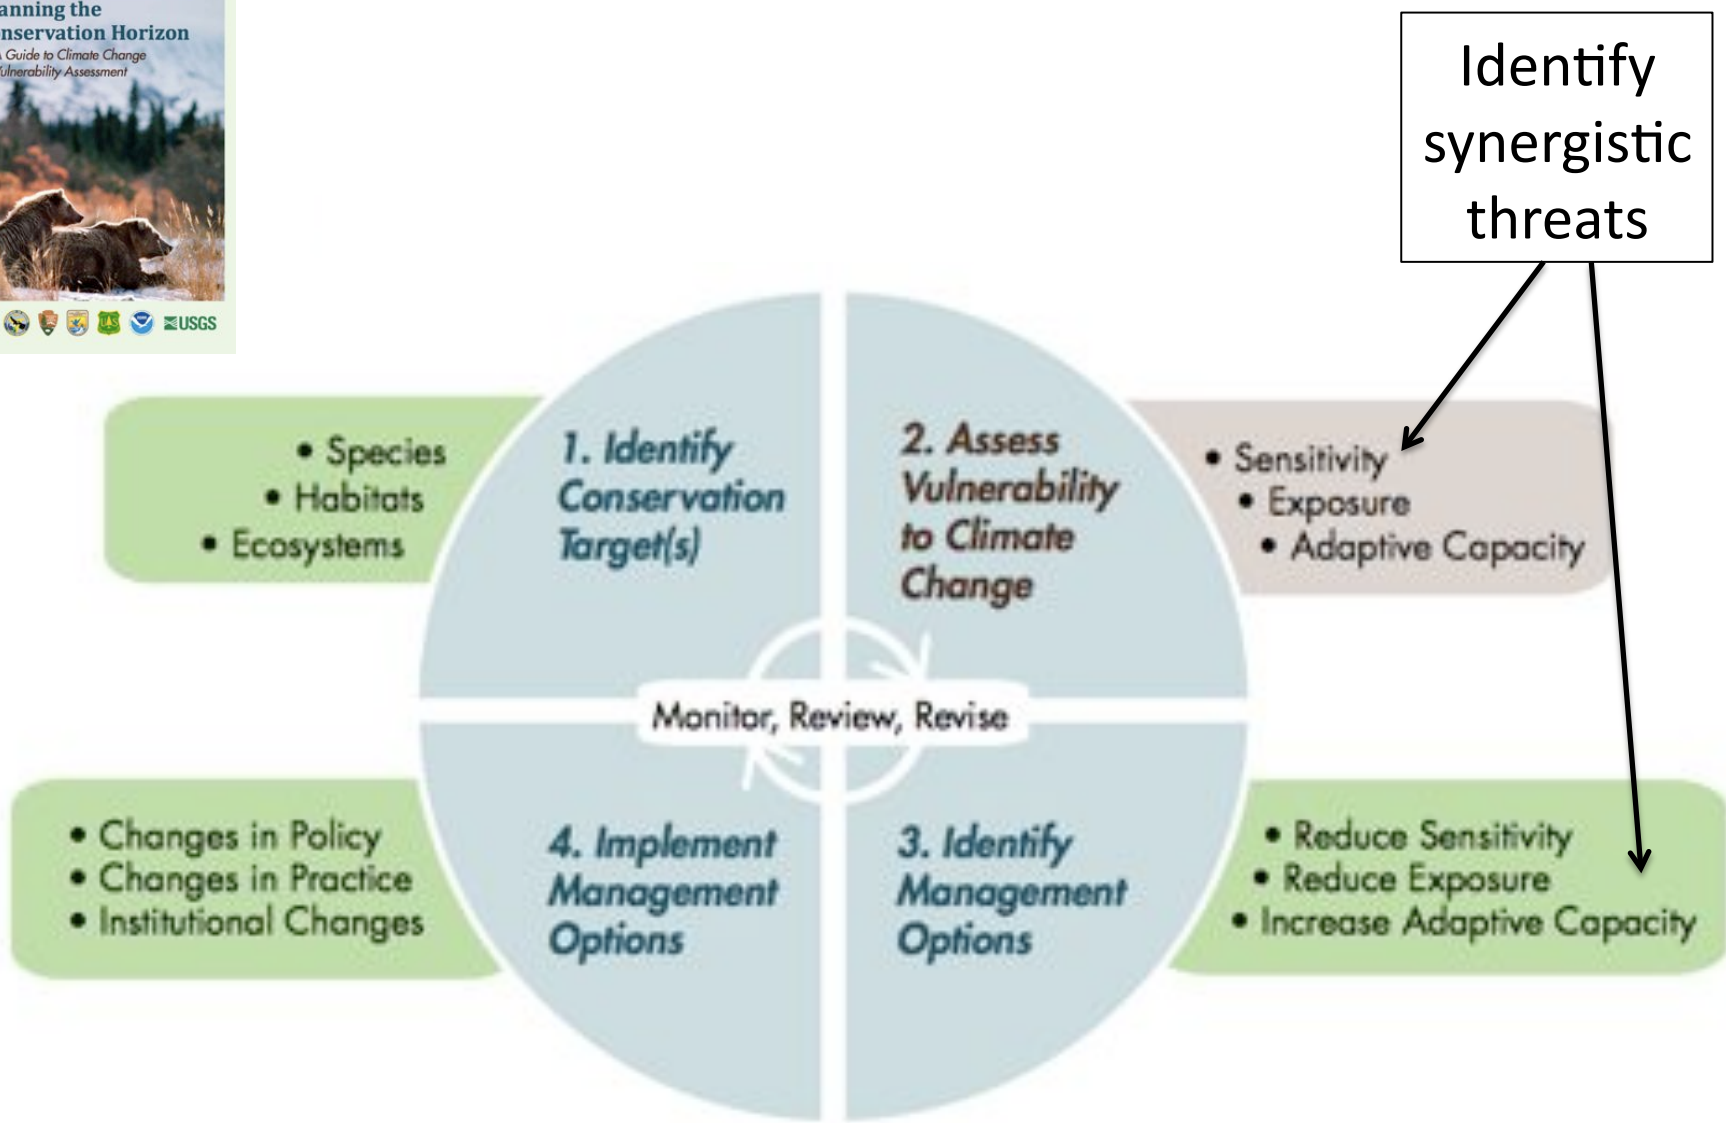 anning the
nservation Horizon
A Guide to Climate Change
Vulnerability Assessment
USGS
Identify
synergistic
threats
• Species
• Habitats
• Ecosystems
1. Identify
Conservation
Target(s)
2. Assess
Vulnerability
to Climate
Change
• Sensitivity
• Exposure
• Adaptive Capacity
Monitor, Review, Revise
• Changes in Policy
• Changes in Practice
• Institutional Changes
4. Implement
Management
Options
3. Identify
Management
Options
• Reduce Sensitivity
• Reduce Exposure
• Increase Adaptive Capacity